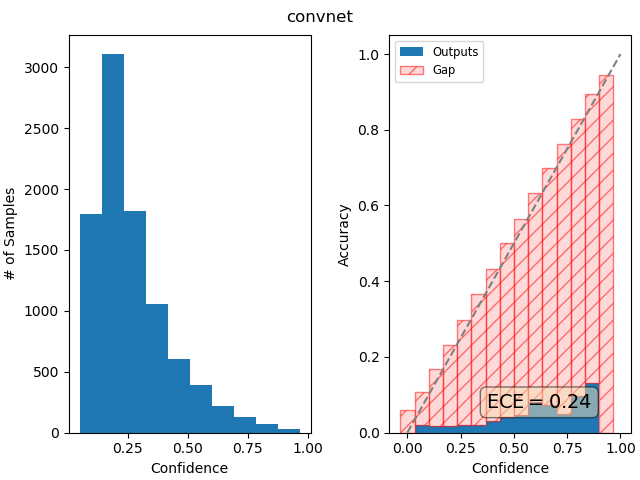 convnet
3000
2500
2000
1500
1000
500
0
# of Samples
0.25 0.50 0.75 1.00
Confidence
Outputs
Gap
1.0
0.8
0.6
0.4
0.2
0.0
Accuracy
ECE = 0.24
0.00 0.25 0.50 0.75 1.00
Confidence